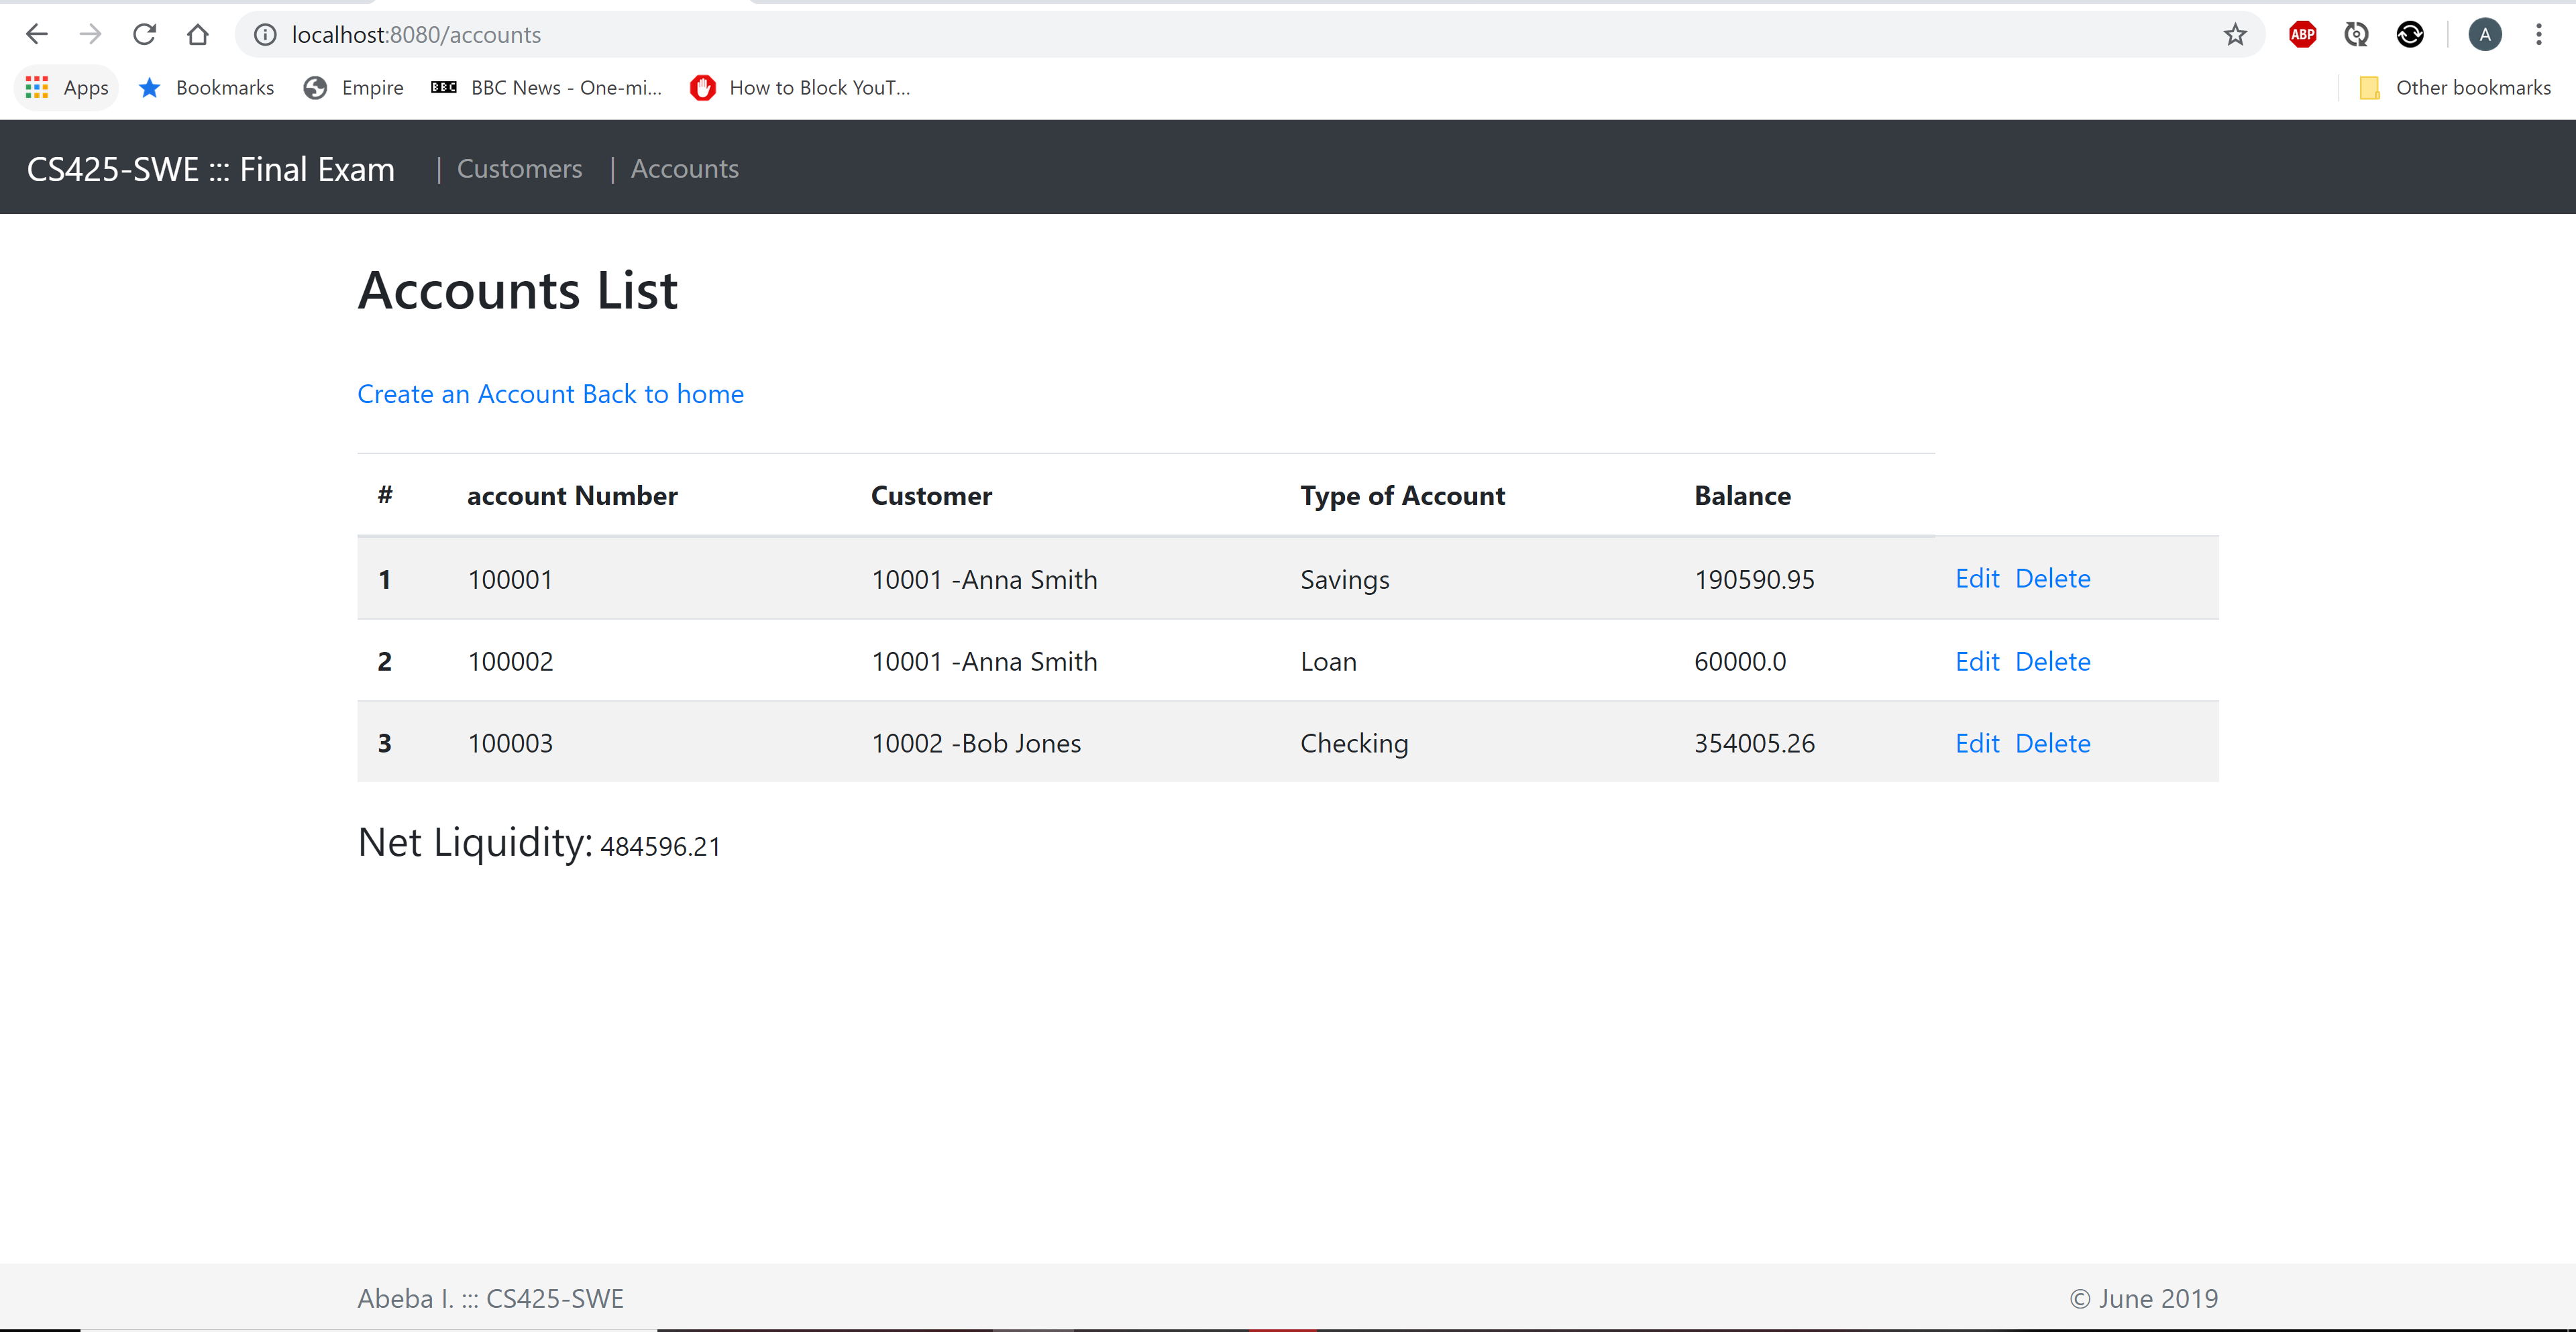 localhost:8080/accounts
ABP
A
Apps Bookmarks Empire BBC BBC News - One-mi... How to Block YouT... Other bookmarks
CS425-SWE ::: Final Exam | Customers | Accounts
Accounts List
Create an Account Back to home
# account Number Customer Type of Account Balance
1 100001 10001 -Anna Smith Savings 190590.95 Edit Delete
2 100002 10001 -Anna Smith Loan 60000.0 Edit Delete
3 100003 10002 -Bob Jones Checking 354005.26 Edit Delete
Net Liquidity: 484596.21
Abeba I. ::: CS425-SWE © June 2019